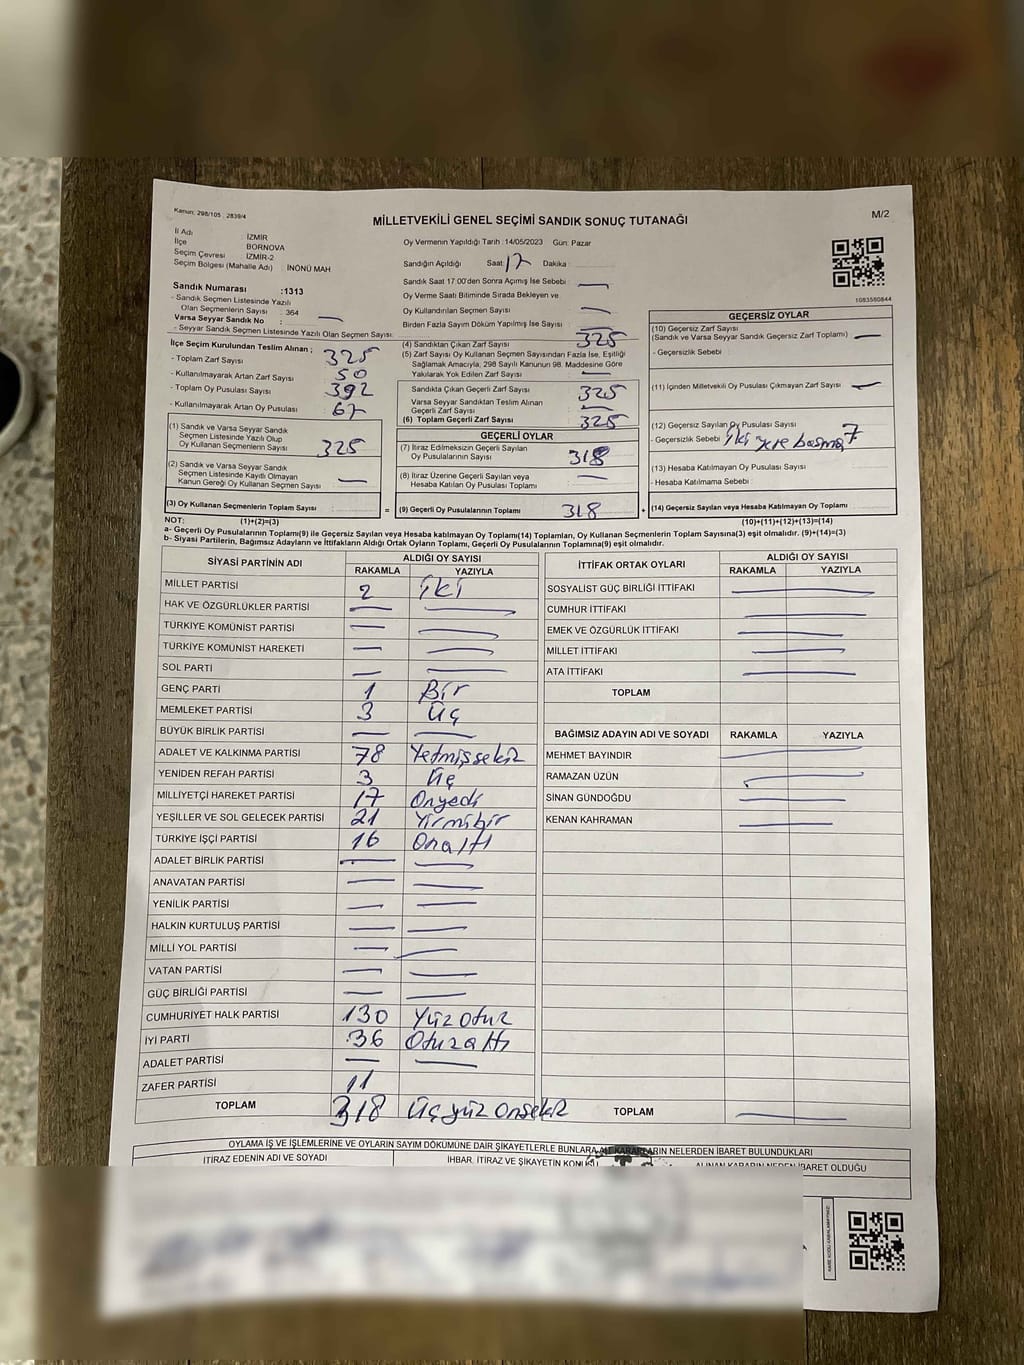 Kanun: 298/105 ; 2839/4
MİLLETVEKİLİ GENEL SEÇİMİ SANDIK SONUÇ TUTANAĞI
M/2
İl Adı : İZMİR
İlçe BORNOVA
Seçim Çevresi : İZMİR-2
Seçim Bölgesi (Mahalle Adı) : İNÖNÜ MAH
Oy Vermenin Yapıldığı Tarih :14/05/2023 Gün: Pazar
Sandığın Açıldığı Saat: 17 Dakika :
Sandık Saat 17:00'den Sonra Açımış İse Sebebi : —
Oy Verme Saati Bitiminde Sırada Bekleyen ve
Oy Kullandırılan Seçmen Sayısı —
Birden Fazla Sayım Döküm Yapılmış İse Sayısı : —
1083580844
Sandık Numarası :1313
- Sandık Seçmen Listesinde Yazılı
Olan Seçmenlerin Sayısı : 364
Varsa Seyyar Sandık No : —
- Seyyar Sandık Seçmen Listesinde Yazılı Olan Seçmen Sayısı:
İlçe Seçim Kurulundan Teslim Alınan ;
- Toplam Zarf Sayısı 325
- Kullanılmayarak Artan Zarf Sayısı 50
- Toplam Oy Pusulası Sayısı 392
- Kullanılmayarak Artan Oy Pusulası 67
(1) Sandık ve Varsa Seyyar Sandık
Seçmen Listesinde Yazılı Olup
Oy Kullanan Seçmenlerin Sayısı 325
(2) Sandık ve Varsa Seyyar Sandık
Seçmen Listesinde Kayıtlı Olmayan
Kanun Gereği Oy Kullanan Seçmen Sayısı —
(3) Oy Kullanan Seçmenlerin Toplam Sayısı =
(4) Sandıktan Çıkan Zarf Sayısı 325
(5) Zarf Sayısı Oy Kullanan Seçmen Sayısından Fazla İse, Eşitliği
Sağlamak Amacıyla, 298 Sayılı Kanunun 98. Maddesine Göre
Yakılarak Yok Edilen Zarf Sayısı: —
Sandıkta Çıkan Geçerli Zarf Sayısı 325
Varsa Seyyar Sandıktan Teslim Alınan
Geçerli Zarf Sayısı —
(6) Toplam Geçerli Zarf Sayısı 325
GEÇERLİ OYLAR
(7) İtiraz Edilmeksizin Geçerli Sayılan
Oy Pusulalarının Sayısı: 318
(8) İtiraz Üzerine Geçerli Sayılan veya
Hesaba Katılan Oy Pusulaları Toplamı —
(9) Geçerli Oy Pusulalarının Toplamı 318 +
GEÇERSİZ OYLAR
(10) Geçersiz Zarf Sayısı
(Sandık ve Varsa Seyyar Sandık Geçersiz Zarf Toplamı) —
- Geçersizlik Sebebi :
(11) İçinden Milletvekili Oy Pusulası Çıkmayan Zarf Sayısı —
(12) Geçersiz Sayılan Oy Pusulası Sayısı 7
- Geçersizlik Sebebi iki yere basma
(13) Hesaba Katılmayan Oy Pusulası Sayısı
- Hesaba Katılmama Sebebi :
(14) Geçersiz Sayılan veya Hesaba Katılmayan Oy Toplamı
NOT: (1)+(2)=(3) (10)+(11)+(12)+(13)=(14)
a- Geçerli Oy Pusulaları Toplamı(9) ile Geçersiz Sayılan veya Hesaba katılmayan Oy Toplamı(14) Toplamları, Oy Kullanan Seçmenlerin Toplam Sayısına(3) eşit olmalıdır. (9)+(14)=(3)
b- Siyasi Partilerin, Bağımsız Adayların ve İttifakların Aldığı Ortak Oyların Toplamı, Geçerli Oy Pusulalarının Toplamına(9) eşit olmalıdır.
SİYASİ PARTİNİN ADI ALDIĞI OY SAYISI
RAKAMLA YAZIYLA
MİLLET PARTİSİ 2 iki
HAK VE ÖZGÜRLÜKLER PARTİSİ — —
TÜRKİYE KOMÜNİST PARTİSİ — —
TÜRKİYE KOMÜNİST HAREKETİ — —
SOL PARTİ — —
GENÇ PARTİ 1 Bir
MEMLEKET PARTİSİ 3 Üç
BÜYÜK BİRLİK PARTİSİ — —
ADALET VE KALKINMA PARTİSİ 78 Yetmişsekiz
YENİDEN REFAH PARTİSİ 3 Üç
MİLLİYETÇİ HAREKET PARTİSİ 17 Onyedi
YEŞİLLER VE SOL GELECEK PARTİSİ 21 Yirmibir
TÜRKİYE İŞÇİ PARTİSİ 16 Onaltı
ADALET BİRLİK PARTİSİ — —
ANAVATAN PARTİSİ — —
YENİLİK PARTİSİ — —
HALKIN KURTULUŞ PARTİSİ — —
MİLLİ YOL PARTİSİ — —
VATAN PARTİSİ — —
GÜÇ BİRLİĞİ PARTİSİ — —
CUMHURİYET HALK PARTİSİ 130 Yüz otuz
İYİ PARTİ 36 Otuzaltı
ADALET PARTİSİ — —
ZAFER PARTİSİ 11
TOPLAM 318 Üç yüz onsekiz
İTTİFAK ORTAK OYLARI ALDIĞI OY SAYISI
RAKAMLA YAZIYLA
SOSYALİST GÜÇ BİRLİĞİ İTTİFAKI —
CUMHUR İTTİFAKI —
EMEK VE ÖZGÜRLÜK İTTİFAKI —
MİLLET İTTİFAKI —
ATA İTTİFAKI —
TOPLAM
BAĞIMSIZ ADAYIN ADI VE SOYADI RAKAMLA YAZIYLA
MEHMET BAYINDIR —
RAMAZAN ÜZÜN —
SİNAN GÜNDOĞDU —
KENAN KAHRAMAN —
TOPLAM —
OYLAMA İŞ VE İŞLEMLERİNE VE OYLARIN SAYIM DÖKÜMÜNE DAİR ŞİKAYETLERLE BUNLARA AİT KARARLARIN NELERDEN İBARET BULUNDUKLARI
İTİRAZ EDENİN ADI VE SOYADI
İHBAR, İTİRAZ VE ŞİKAYETİN KONUSU
ALINAN KARARIN NEDEN İBARET OLDUĞU